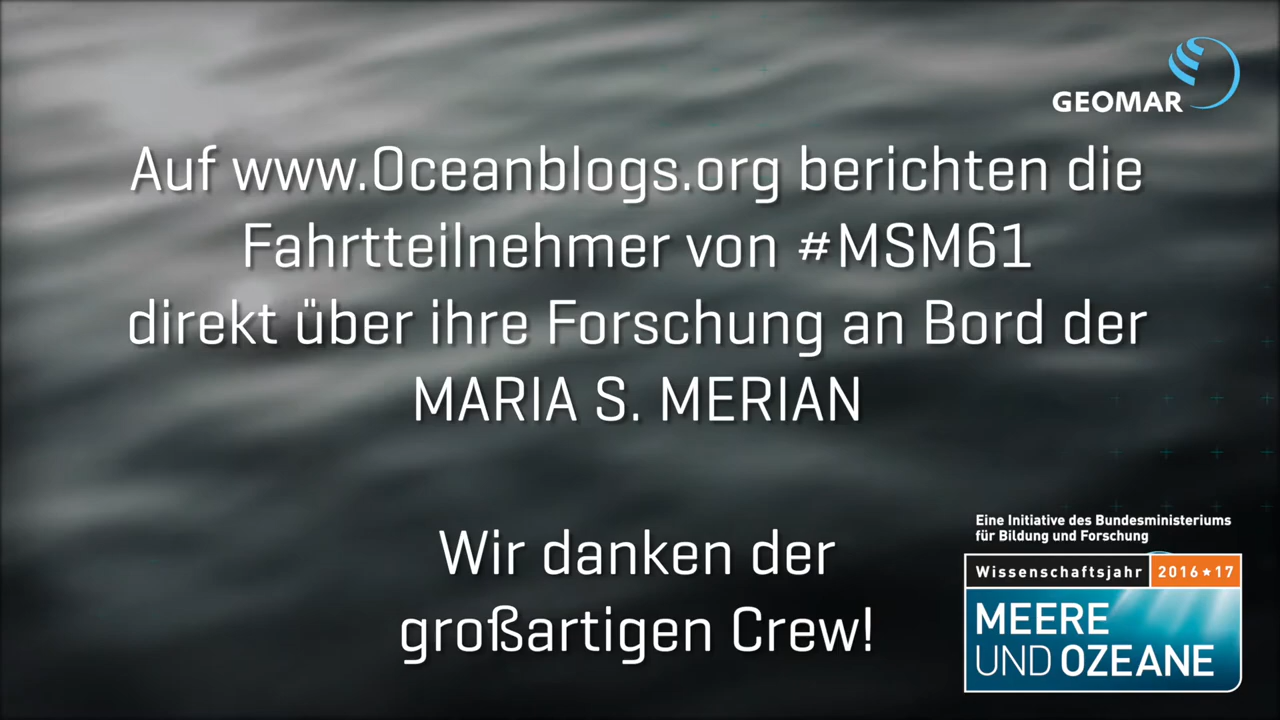 GEOMAR
Auf www.Oceanblogs.org berichten die
Fahrtteilnehmer von #MSM61
direkt über ihre Forschung an Bord der
MARIA S. MERIAN
Wir danken der
großartigen Crew!
Eine Initiative des Bundesministeriums
für Bildung und Forschung
Wissenschaftsjahr 2016★17
MEERE
UND OZEANE